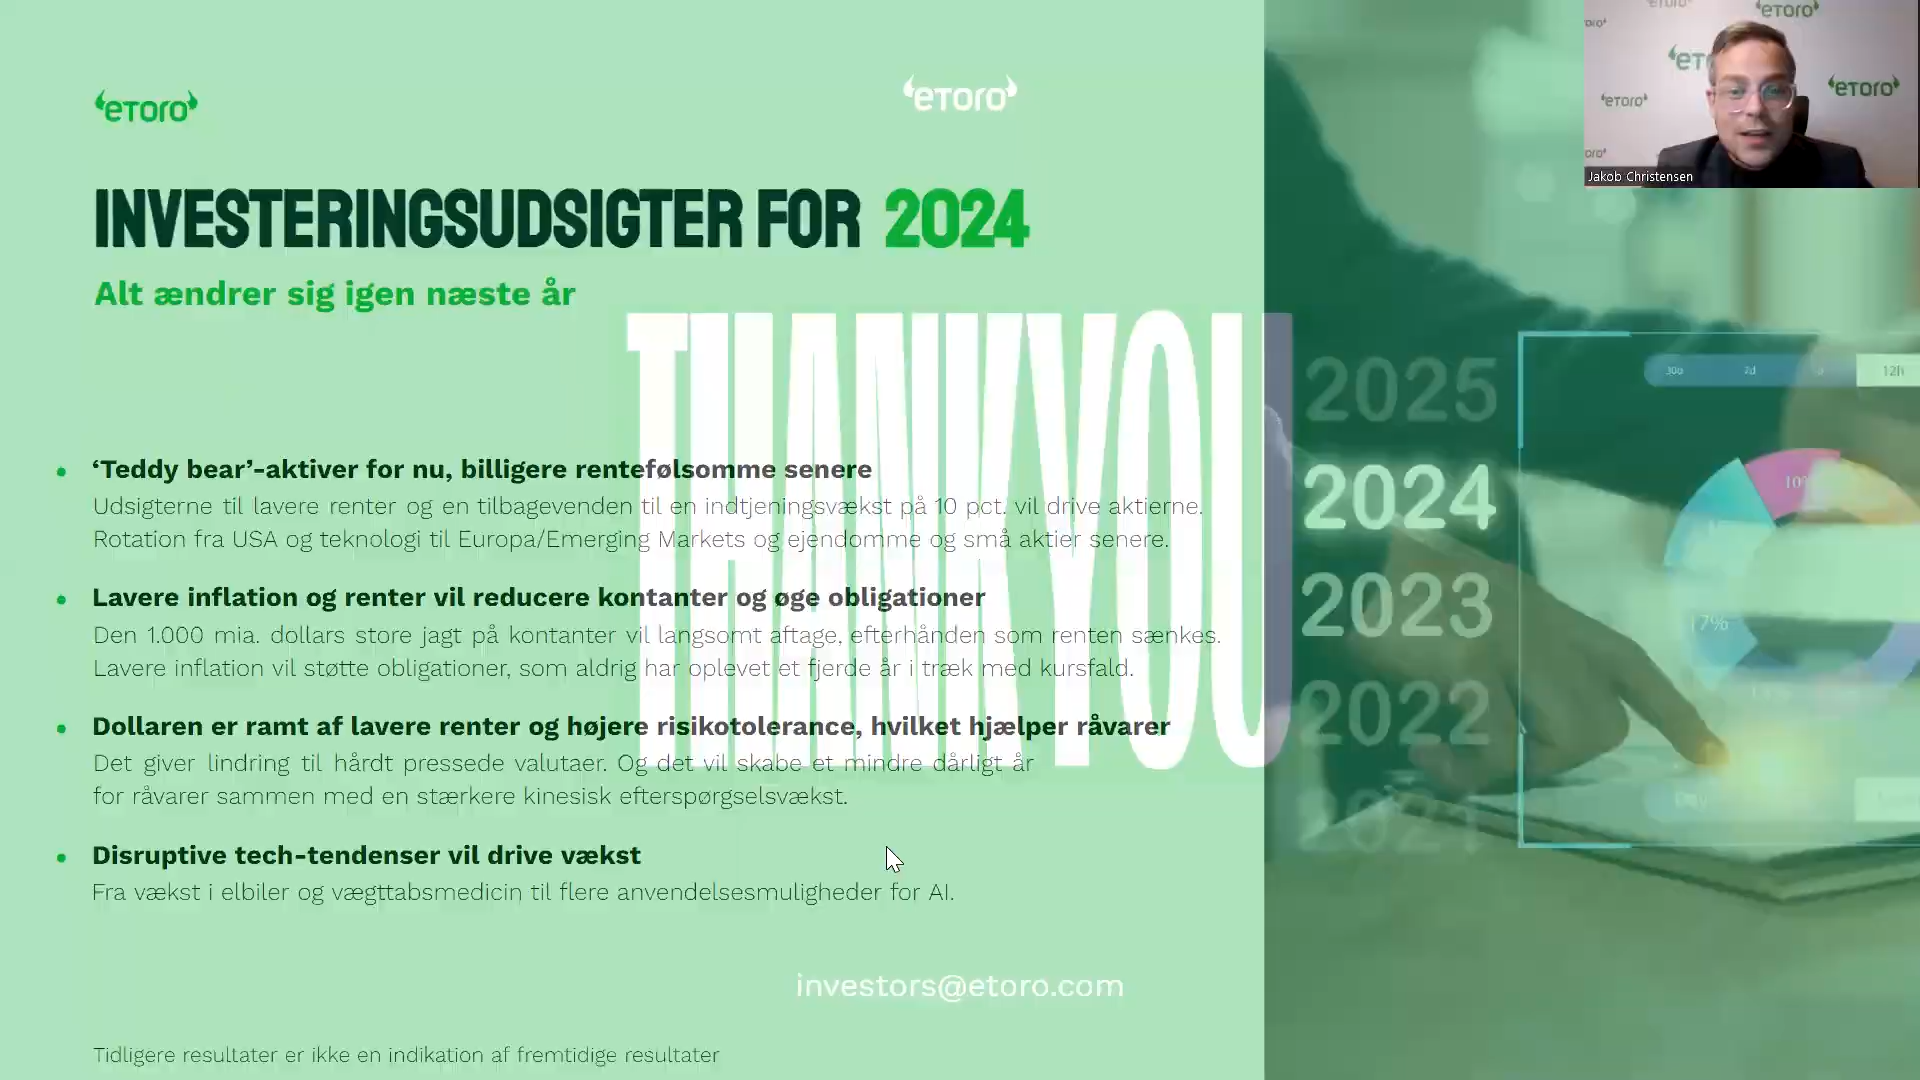 eToro
eToro
INVESTERINGSUDSIGTER FOR 2024
Alt ændrer sig igen næste år
THANK YOU
• ‘Teddy bear’-aktiver for nu, billigere rentefølsomme senere
Udsigterne til lavere renter og en tilbagevenden til en indtjeningsvækst på 10 pct. vil drive aktierne.
Rotation fra USA og teknologi til Europa/Emerging Markets og ejendomme og små aktier senere.
• Lavere inflation og renter vil reducere kontanter og øge obligationer
Den 1.000 mia. dollars store jagt på kontanter vil langsomt aftage, efterhånden som renten sænkes.
Lavere inflation vil støtte obligationer, som aldrig har oplevet et fjerde år i træk med kursfald.
• Dollaren er ramt af lavere renter og højere risikotolerance, hvilket hjælper råvarer
Det giver lindring til hårdt pressede valutaer. Og det vil skabe et mindre dårligt år
for råvarer sammen med en stærkere kinesisk efterspørgselsvækst.
• Disruptive tech-tendenser vil drive vækst
Fra vækst i elbiler og vægttabsmedicin til flere anvendelsesmuligheder for AI.
investors@etoro.com
Tidligere resultater er ikke en indikation af fremtidige resultater
2025
2024
2023
2022
2021
7d
12h
17%
eToro
eToro
eToro
Jakob Christensen